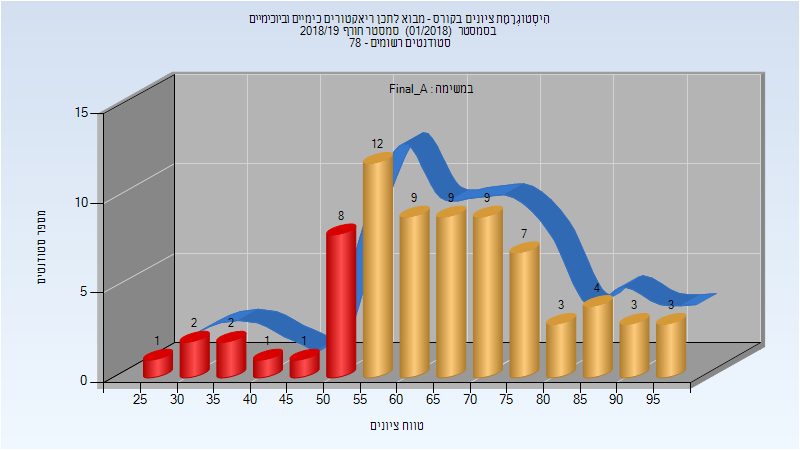 היסטוגרמת ציונים בקורס - מבוא לתכן ריאקטורים כימיים וביוכימיים
בסמסטר (01/2018) סמסטר חורף 2018/19
סטודנטים רשומים - 78
במשימה : Final_A
מספר סטודנטים
15
10
5
0
1
2
2
1
1
8
12
9
9
9
7
3
4
3
3
25 30 35 40 45 50 55 60 65 70 75 80 85 90 95
טווח ציונים